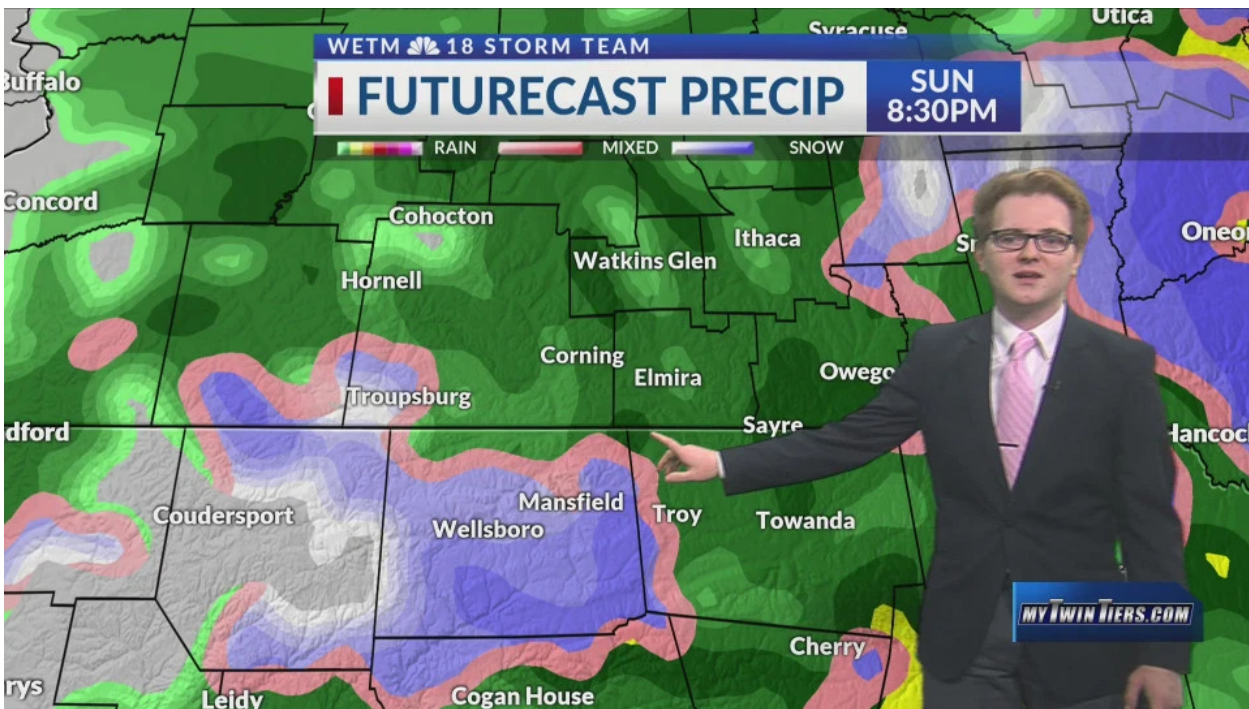 Utica
Syracuse
WETM 18 STORM TEAM
Buffalo
FUTURECAST PRECIP
SUN
8:30PM
RAIN MIXED SNOW
Concord
Cohocton
Ithaca
Watkins Glen
Hornell
Corning
Elmira
Owego
Troupsburg
Sayre
dford
Hancoc
Mansfield
Coudersport
Wellsboro
Troy
Towanda
MYTWINTIERS.COM
Cherry
rys
Leidy
Cogan House